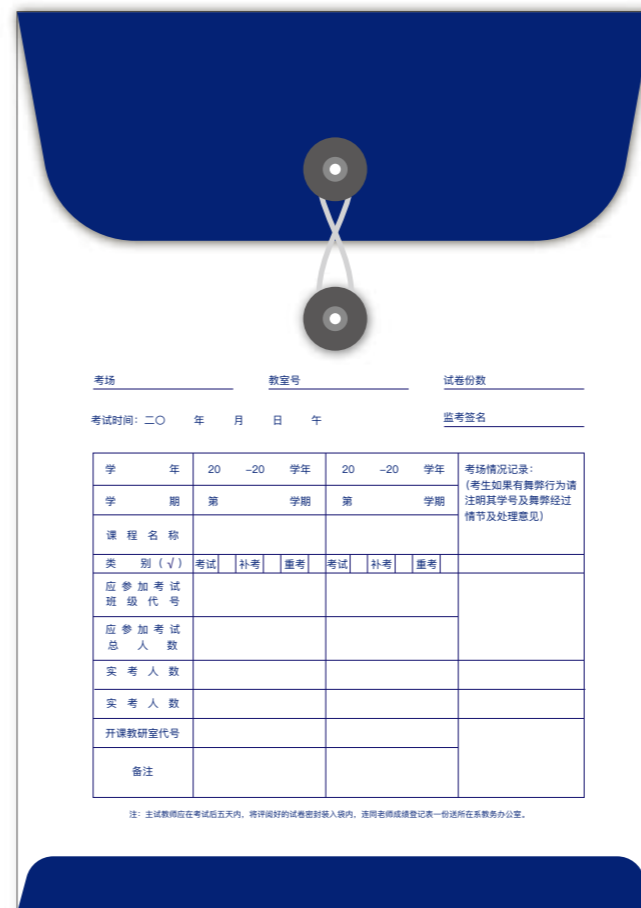 考场 教室号 试卷份数
考试时间：二〇 年 月 日 午 监考签名
学 年 20 -20 学年 20 -20 学年 考场情况记录：
（考生如果有舞弊行为请
学 期 第 学期 第 学期 注明其学号及舞弊经过
情节及处理意见）
课程名称
类 别（√） 考试 补考 重考 考试 补考 重考
应参加考试
班级代号
应参加考试
总人数
实考人数
实考人数
开课教研室代号
备注
注：主试教师应在考试后五天内，将评阅好的试卷密封装入袋内，连同老师成绩登记表一份送所在系教务办公室。